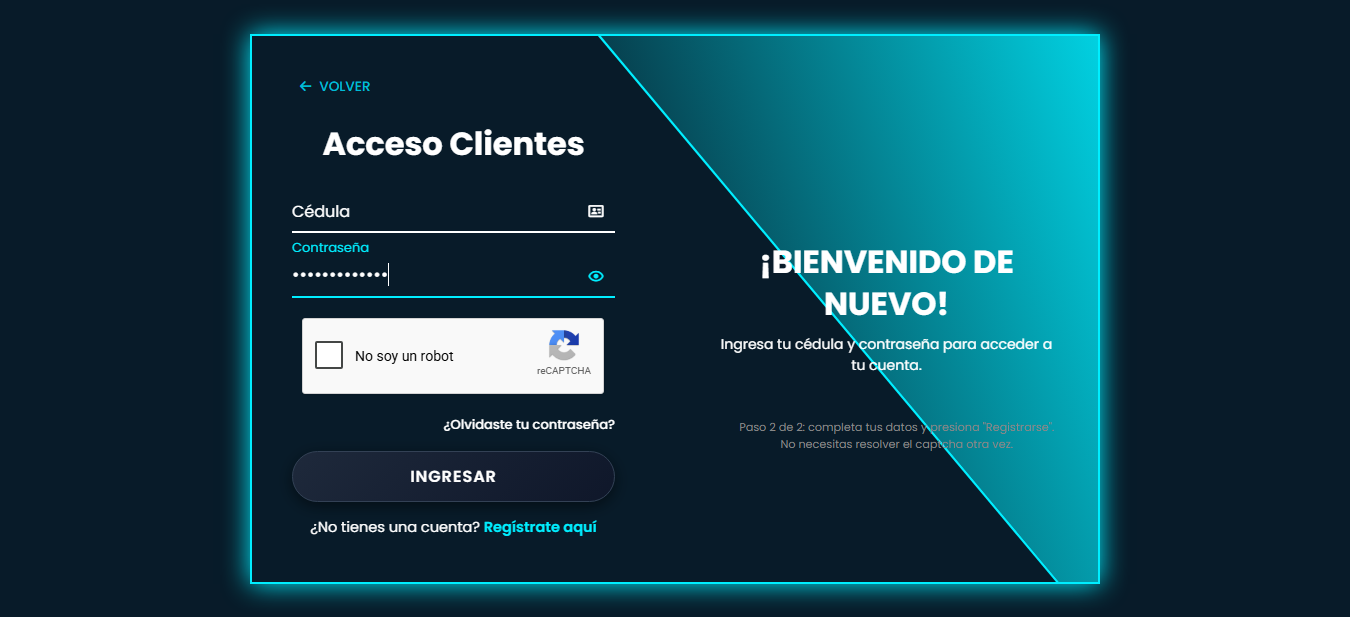 VOLVER
Acceso Clientes
Cédula
Contraseña
•••••••••••••
No soy un robot
reCAPTCHA
¿Olvidaste tu contraseña?
INGRESAR
¿No tienes una cuenta? Regístrate aquí
¡BIENVENIDO DE
NUEVO!
Ingresa tu cédula y contraseña para acceder a
tu cuenta.
Paso 2 de 2: completa tus datos y presiona "Registrarse".
No necesitas resolver el captcha otra vez.